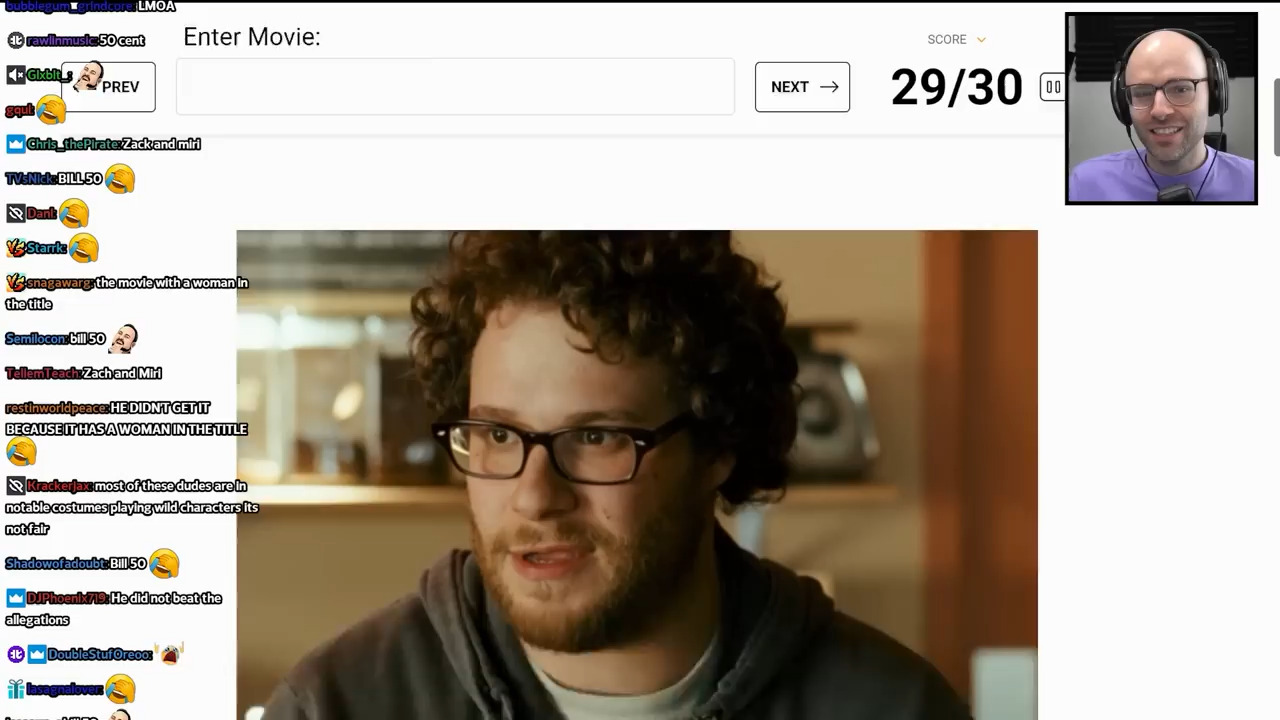 bubblegum_grindcore: LMOA
Enter Movie:
SCORE
rawlinmusic: 50 cent
Glxblt_:
PREV
NEXT
29/30
gqul:
Chris_thePirate: Zack and miri
TVsNick: BILL 50
Danl:
Starrk:
snagawarg: the movie with a woman in
the title
Semilocon: bill 50
TellemTeach: Zach and Miri
restinworldpeace: HE DIDN'T GET IT
BECAUSE IT HAS A WOMAN IN THE TITLE
Krackerjax: most of these dudes are in
notable costumes playing wild characters its
not fair
Shadowofadoubt: Bill 50
DJPhoenix719: He did not beat the
allegations
DoubleStufOreoo:
lasagnalover: